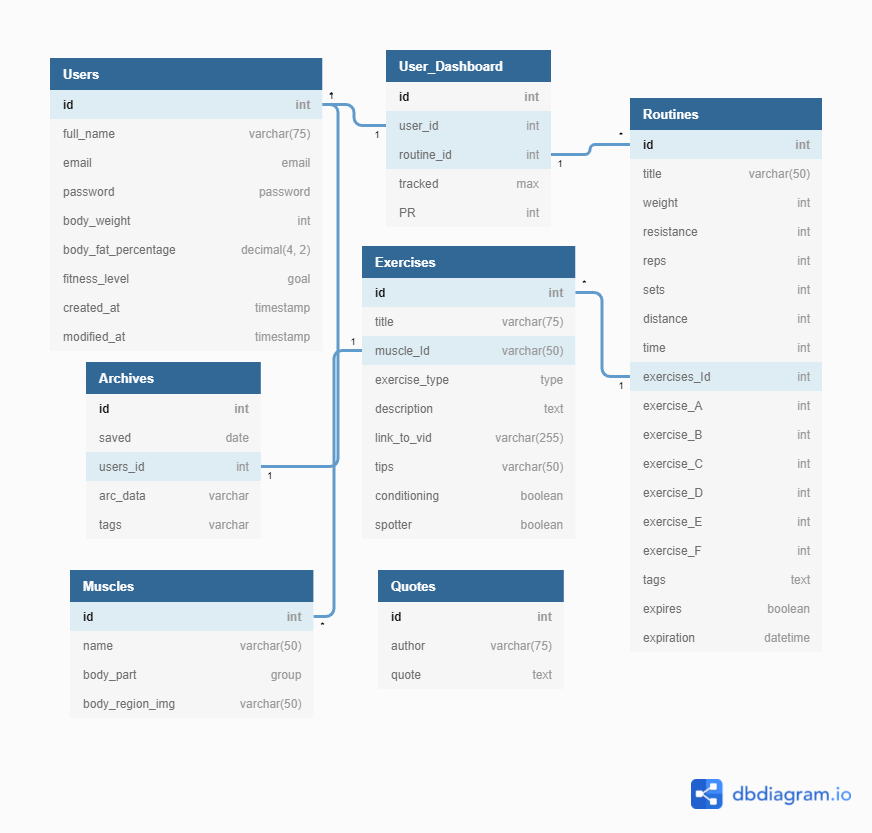 Users
id int
full_name varchar(75)
email email
password password
body_weight int
body_fat_percentage decimal(4, 2)
fitness_level goal
created_at timestamp
modified_at timestamp
User_Dashboard
id int
user_id int
routine_id int
tracked max
PR int
Routines
id int
title varchar(50)
weight int
resistance int
reps int
sets int
distance int
time int
exercises_Id int
exercise_A int
exercise_B int
exercise_C int
exercise_D int
exercise_E int
exercise_F int
tags text
expires boolean
expiration datetime
Exercises
id int
title varchar(75)
muscle_Id varchar(50)
exercise_type type
description text
link_to_vid varchar(255)
tips varchar(50)
conditioning boolean
spotter boolean
Archives
id int
saved date
users_id int
arc_data varchar
tags varchar
Muscles
id int
name varchar(50)
body_part group
body_region_img varchar(50)
Quotes
id int
author varchar(75)
quote text
1
1
*
1
*
1
1
1
*
dbdiagram.io